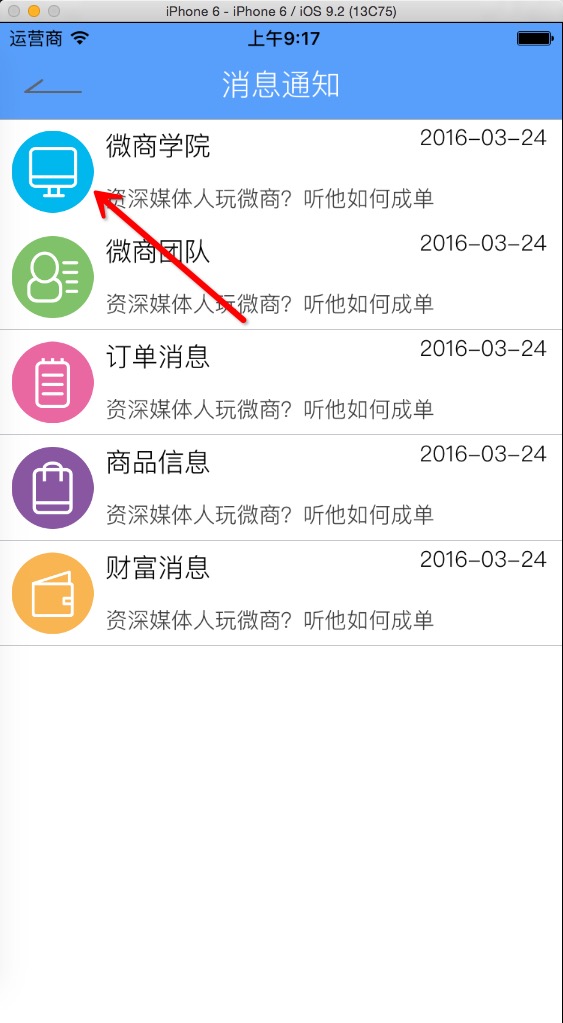 iPhone 6 - iPhone 6 / iOS 9.2 (13C75)
运营商 上午9:17
消息通知
微商学院 2016-03-24
资深媒体人玩微商？听他如何成单
微商团队 2016-03-24
资深媒体人玩微商？听他如何成单
订单消息 2016-03-24
资深媒体人玩微商？听他如何成单
商品信息 2016-03-24
资深媒体人玩微商？听他如何成单
财富消息 2016-03-24
资深媒体人玩微商？听他如何成单